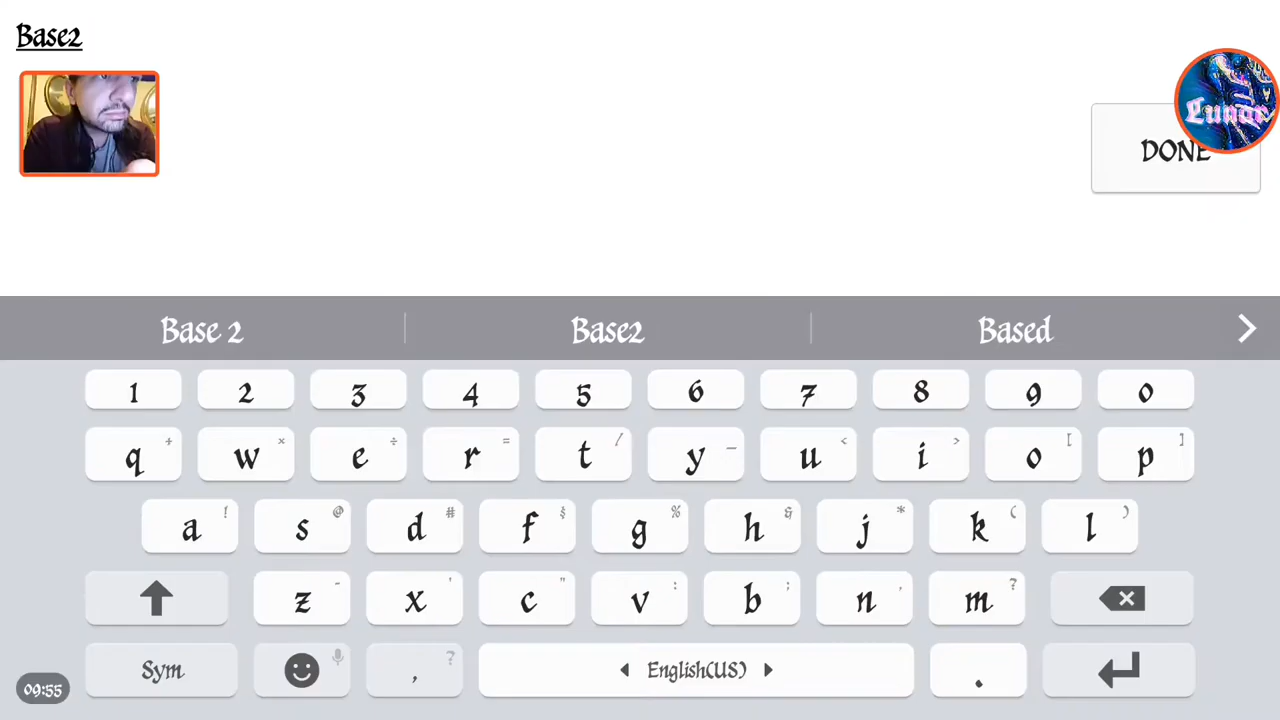 Base2
Lunar
DONE
Base 2
Base2
Based
1 2 3 4 5 6 7 8 9 0
q + w × e ÷ r = t / y _ u < i > o [ p ]
a ! s @ d # f $ g % h & j * k ( l )
z - x ' c " v : b ; n , m ?
Sym , ? English(US) .
09:55